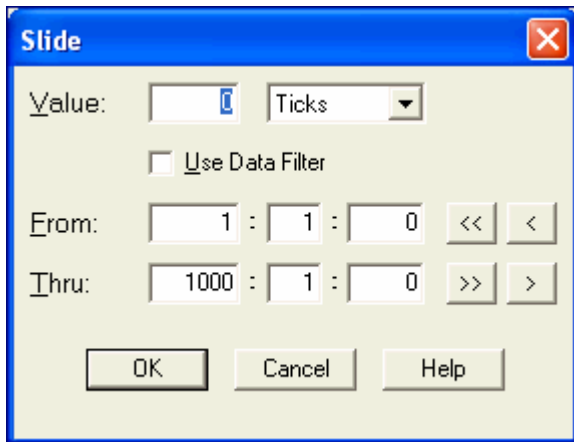 Slide
Value: 0 Ticks
Use Data Filter
From: 1 : 1 : 0 << <
Thru: 1000 : 1 : 0 >> >
OK Cancel Help